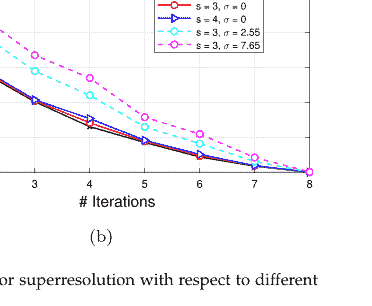 s = 3, σ = 0
s = 4, σ = 0
s = 3, σ = 2.55
s = 3, σ = 7.65
3 4 5 6 7 8
# Iterations
(b)
or superresolution with respect to different